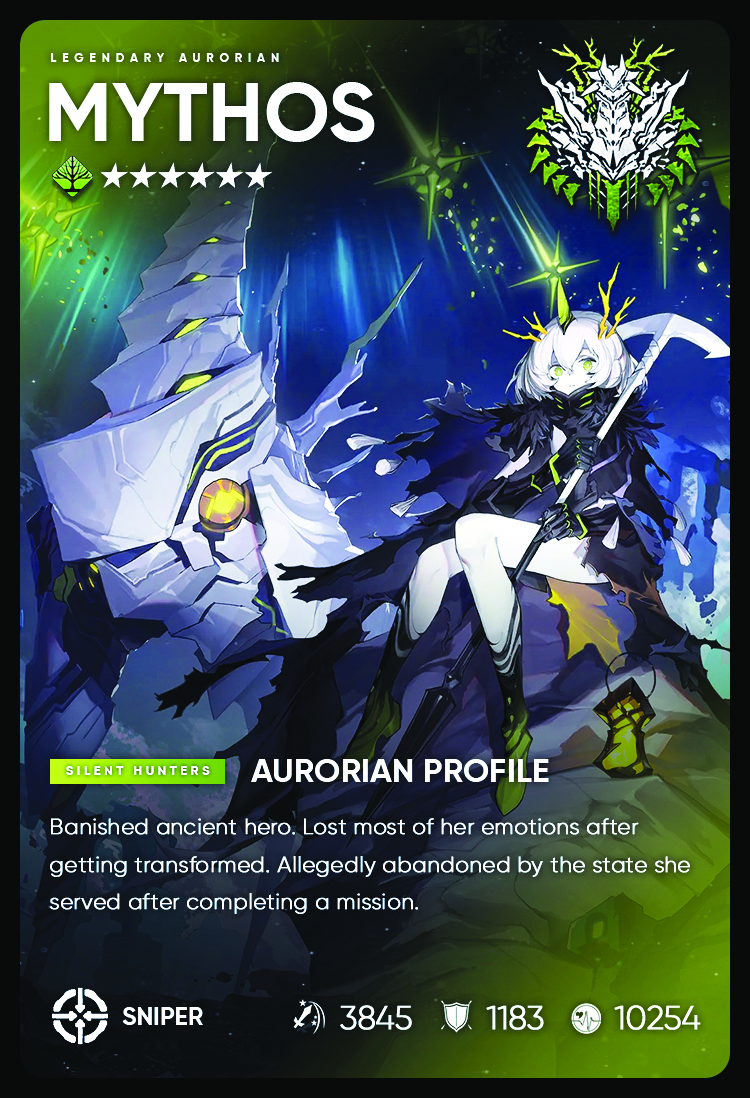 LEGENDARY AURORIAN
MYTHOS
SILENT HUNTERS
AURORIAN PROFILE
Banished ancient hero. Lost most of her emotions after
getting transformed. Allegedly abandoned by the state she
served after completing a mission.
SNIPER 3845 1183 10254